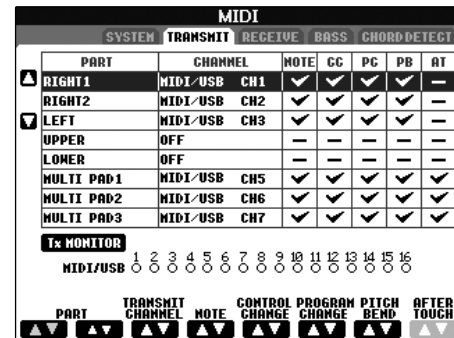 MIDI
SYSTEM TRANSMIT RECEIVE BASS CHORD DETECT
PART CHANNEL NOTE CC PC PB AT
RIGHT1 MIDI/USB CH1
RIGHT2 MIDI/USB CH2
LEFT MIDI/USB CH3
UPPER OFF
LOWER OFF
MULTI PAD1 MIDI/USB CH5
MULTI PAD2 MIDI/USB CH6
MULTI PAD3 MIDI/USB CH7
Tx MONITOR
1 2 3 4 5 6 7 8 9 10 11 12 13 14 15 16
MIDI/USB
PART TRANSMIT CHANNEL NOTE CONTROL CHANGE PROGRAM CHANGE PITCH BEND AFTER TOUCH